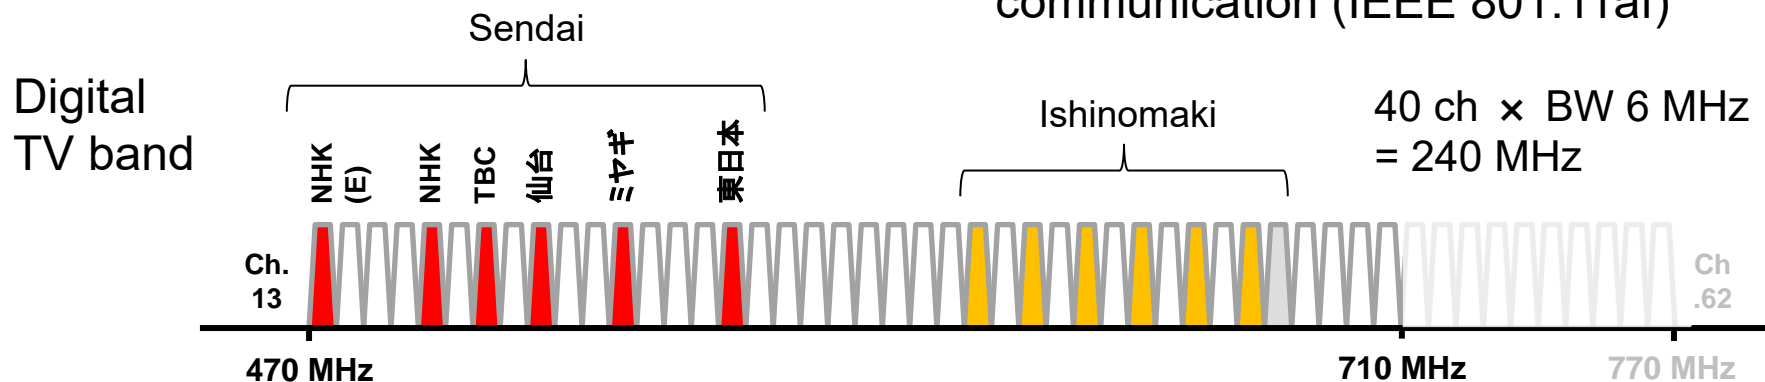 communication (IEEE 801.11af)
Sendai
Digital
TV band
Ishinomaki
40 ch × BW 6 MHz
= 240 MHz
NHK
(E)
NHK
TBC
仙台
ミヤギ
東日本
Ch.
13
Ch
.62
470 MHz
710 MHz
770 MHz